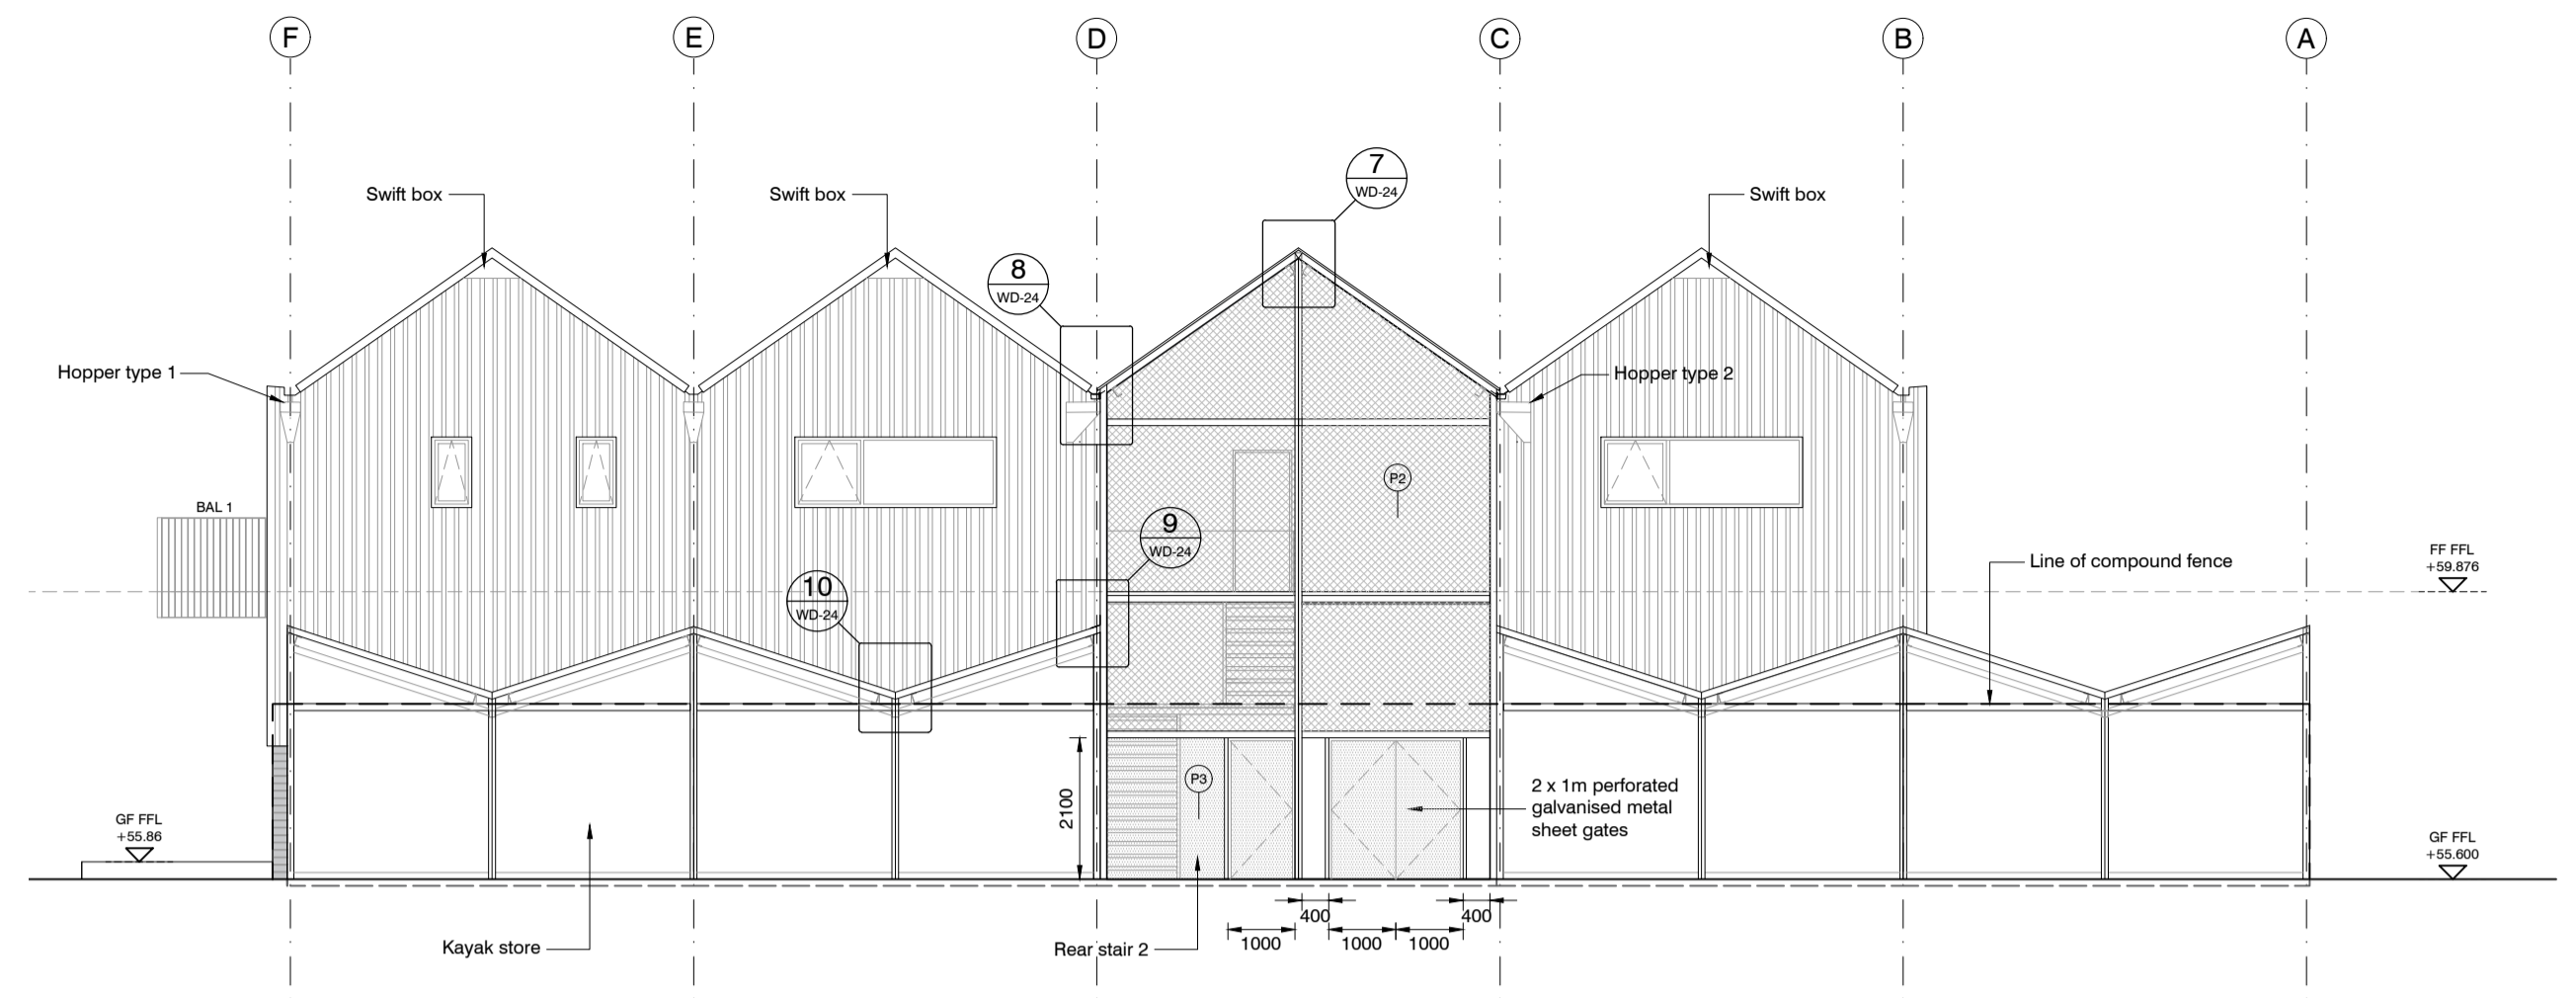 F
E
D
C
B
A
7
WD-24
Swift box
Swift box
Swift box
8
WD-24
Hopper type 1
Hopper type 2
P2
BAL 1
9
WD-24
10
WD-24
Line of compound fence
FF FFL
+59.876
2100
P3
2 x 1m perforated
galvanised metal
sheet gates
GF FFL
+55.86
GF FFL
+55.600
400
400
1000
1000
1000
Kayak store
Rear stair 2